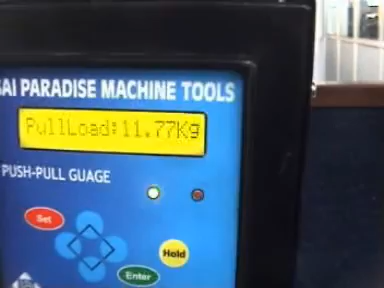 SAI PARADISE MACHINE TOOLS
PullLoad:11.77Kg
PUSH-PULL GUAGE
Set
Hold
Enter